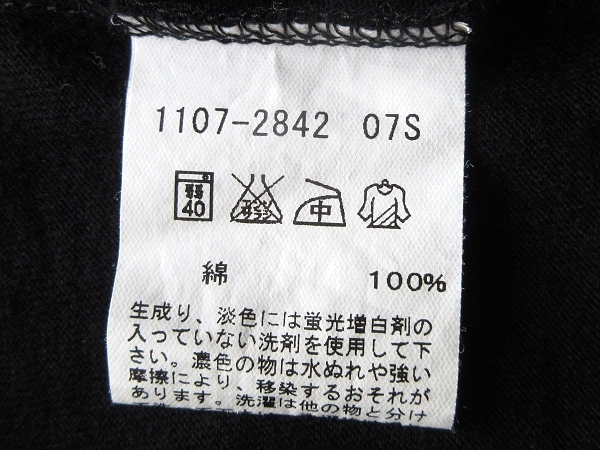 1107-2842 07S
弱
40
中
綿 100%
生成り、淡色には蛍光増白剤の
入っていない洗剤を使用して下
さい。濃色の物は水ぬれや強い
摩擦により、移染するおそれが
あります。洗濯は他の物と分け